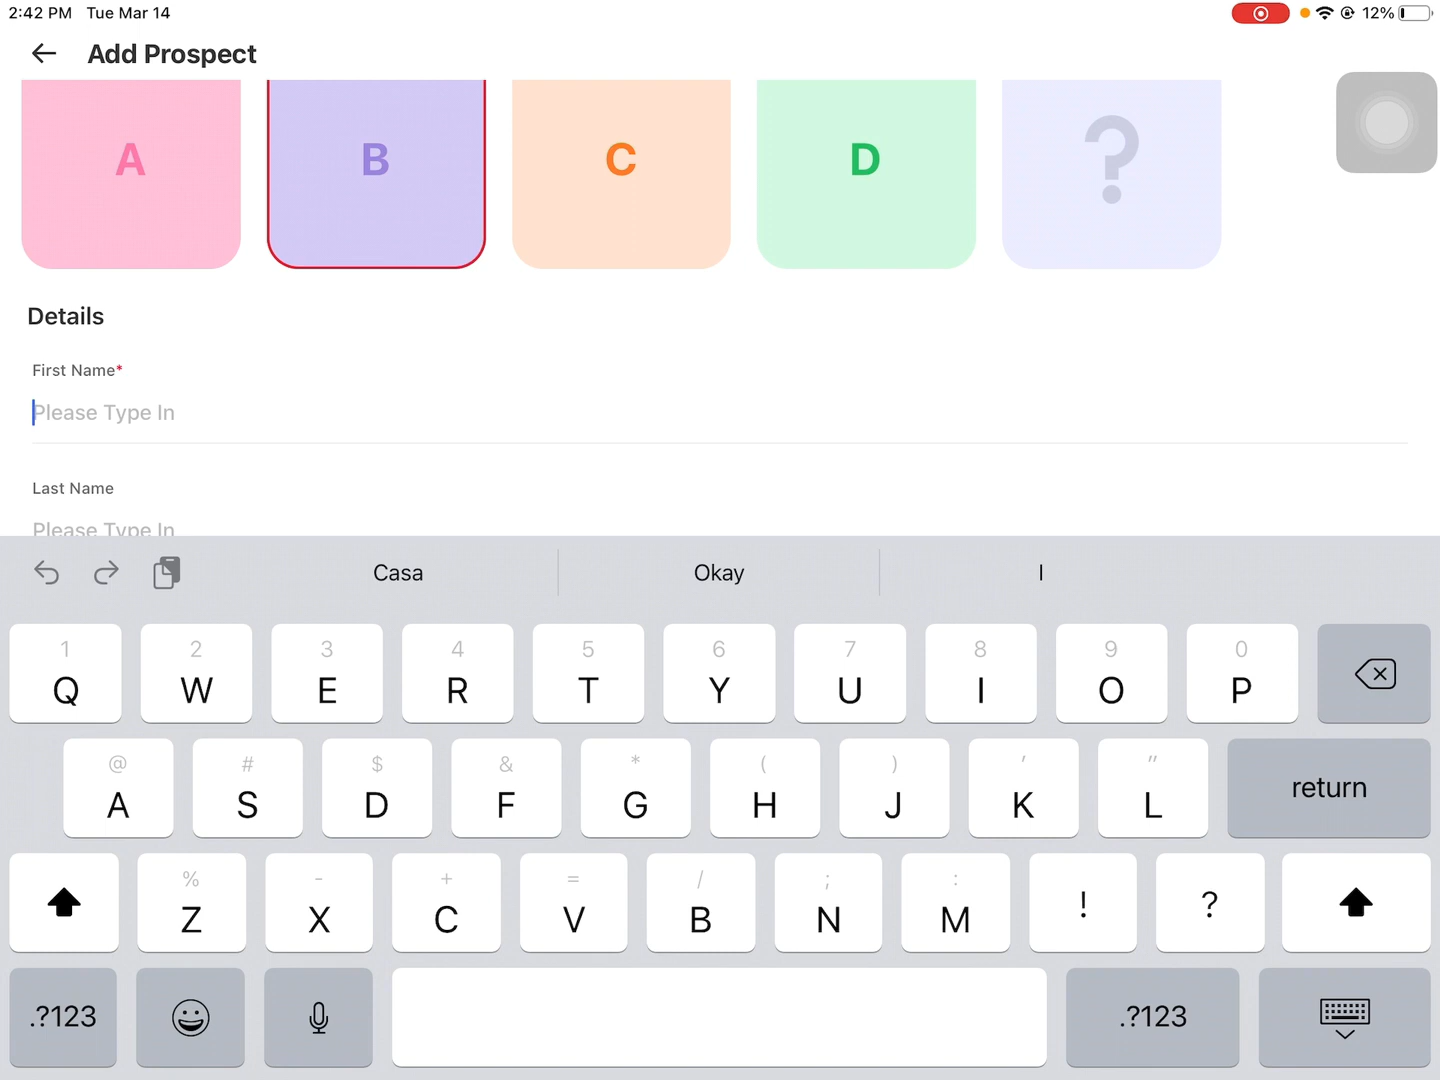 2:42 PM Tue Mar 14
12%
Add Prospect
A B C D ?
Details
First Name*
Please Type In
Last Name
Please Type In
Casa Okay I
1 2 3 4 5 6 7 8 9 0
Q W E R T Y U I O P
@ # $ & * ( ) ' "
A S D F G H J K L return
% - + = / ; :
Z X C V B N M ! ?
.?123 .?123